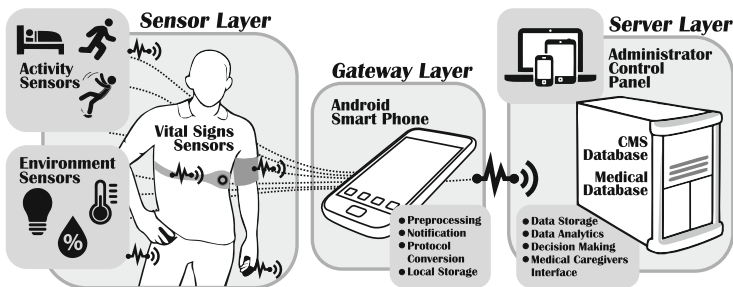 Sensor Layer
Activity
Sensors
Vital Signs
Sensors
Environment
Sensors
%
Gateway Layer
Android
Smart Phone
● Preprocessing
● Notification
● Protocol
Conversion
● Local Storage
Server Layer
Administrator
Control
Panel
CMS
Database
Medical
Database
● Data Storage
● Data Analytics
● Decision Making
● Medical Caregivers
Interface